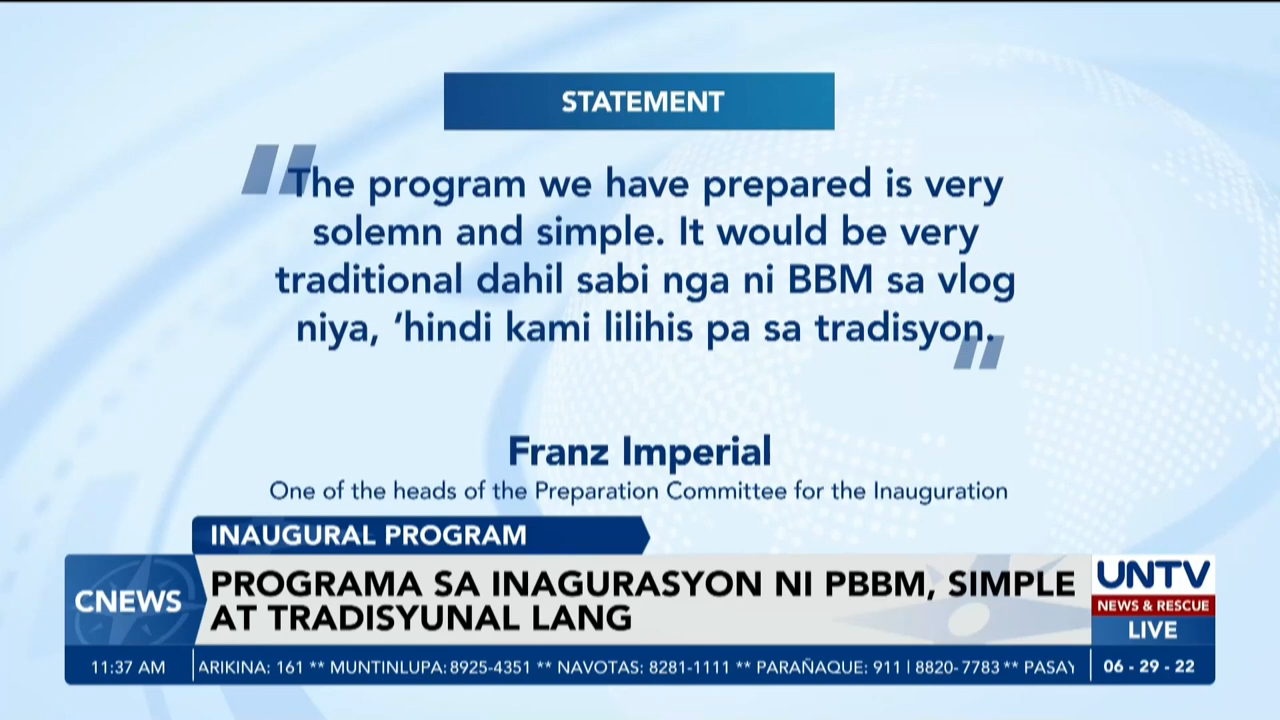 STATEMENT
"The program we have prepared is very
solemn and simple. It would be very
traditional dahil sabi nga ni BBM sa vlog
niya, ‘hindi kami lilihis pa sa tradisyon."
Franz Imperial
One of the heads of the Preparation Committee for the Inauguration
INAUGURAL PROGRAM
CNEWS
PROGRAMA SA INAGURASYON NI PBBM, SIMPLE
AT TRADISYUNAL LANG
UNTV
NEWS & RESCUE
LIVE
11:37 AM
ARIKINA: 161 ** MUNTINLUPA: 8925-4351 ** NAVOTAS: 8281-1111 ** PARAÑAQUE: 911 | 8820-7783 ** PASAY
06 - 29 - 22